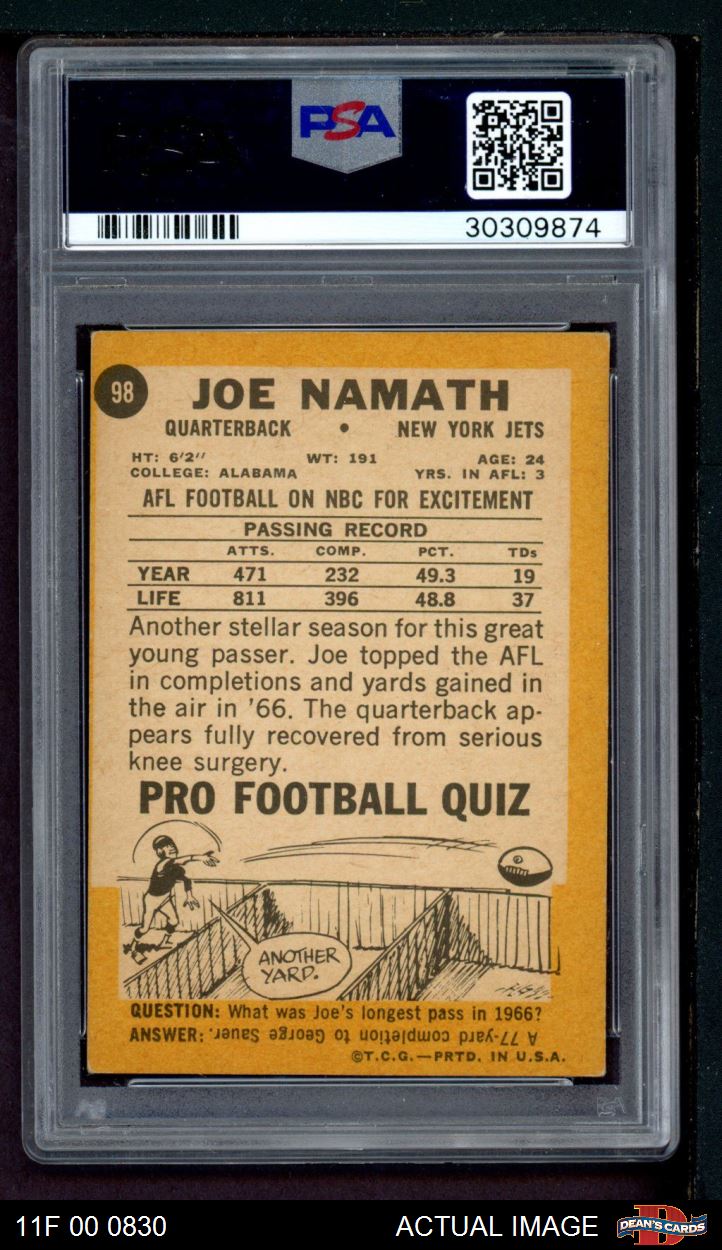 PSA
30309874
98
JOE NAMATH
QUARTERBACK • NEW YORK JETS
HT: 6'2" WT: 191 AGE: 24
COLLEGE: ALABAMA YRS. IN AFL: 3
AFL FOOTBALL ON NBC FOR EXCITEMENT
PASSING RECORD
ATTS. COMP. PCT. TDs
YEAR 471 232 49.3 19
LIFE 811 396 48.8 37
Another stellar season for this great
young passer. Joe topped the AFL
in completions and yards gained in
the air in '66. The quarterback ap-
pears fully recovered from serious
knee surgery.
PRO FOOTBALL QUIZ
ANOTHER
YARD.
QUESTION: What was Joe's longest pass in 1966?
ANSWER: A 77-yard completion to George Sauer.
©T.C.G.—PRTD. IN U.S.A.
11F 00 0830 ACTUAL IMAGE D DEAN'S CARDS